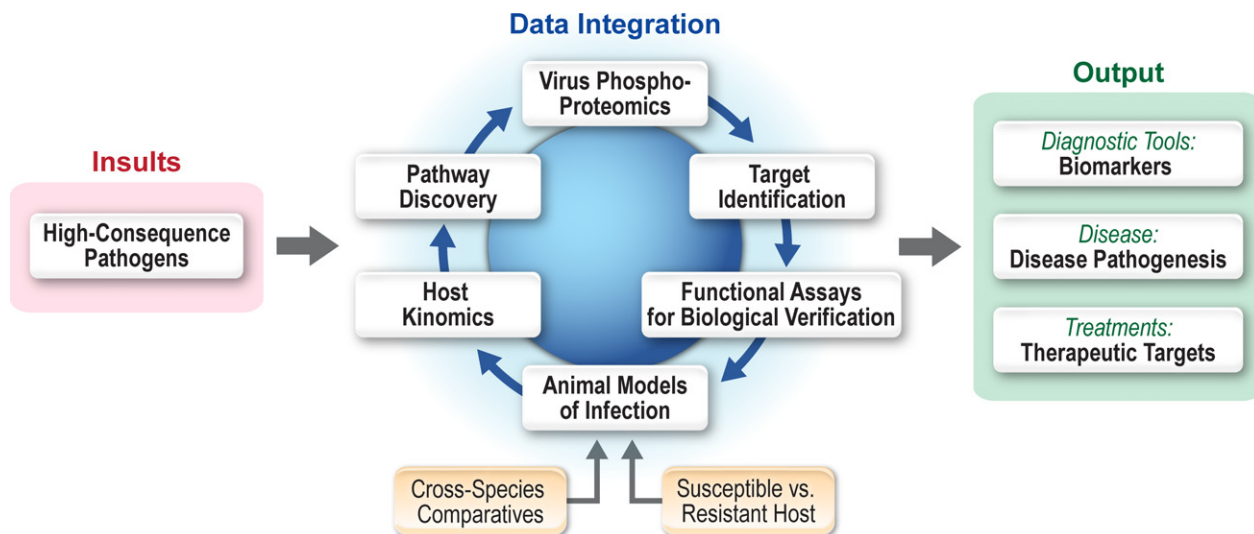 Data Integration
Insults
High-Consequence
Pathogens
Virus Phospho-
Proteomics
Target
Identification
Functional Assays
for Biological Verification
Animal Models
of Infection
Host
Kinomics
Pathway
Discovery
Cross-Species
Comparatives
Susceptible vs.
Resistant Host
Output
Diagnostic Tools:
Biomarkers
Disease:
Disease Pathogenesis
Treatments:
Therapeutic Targets